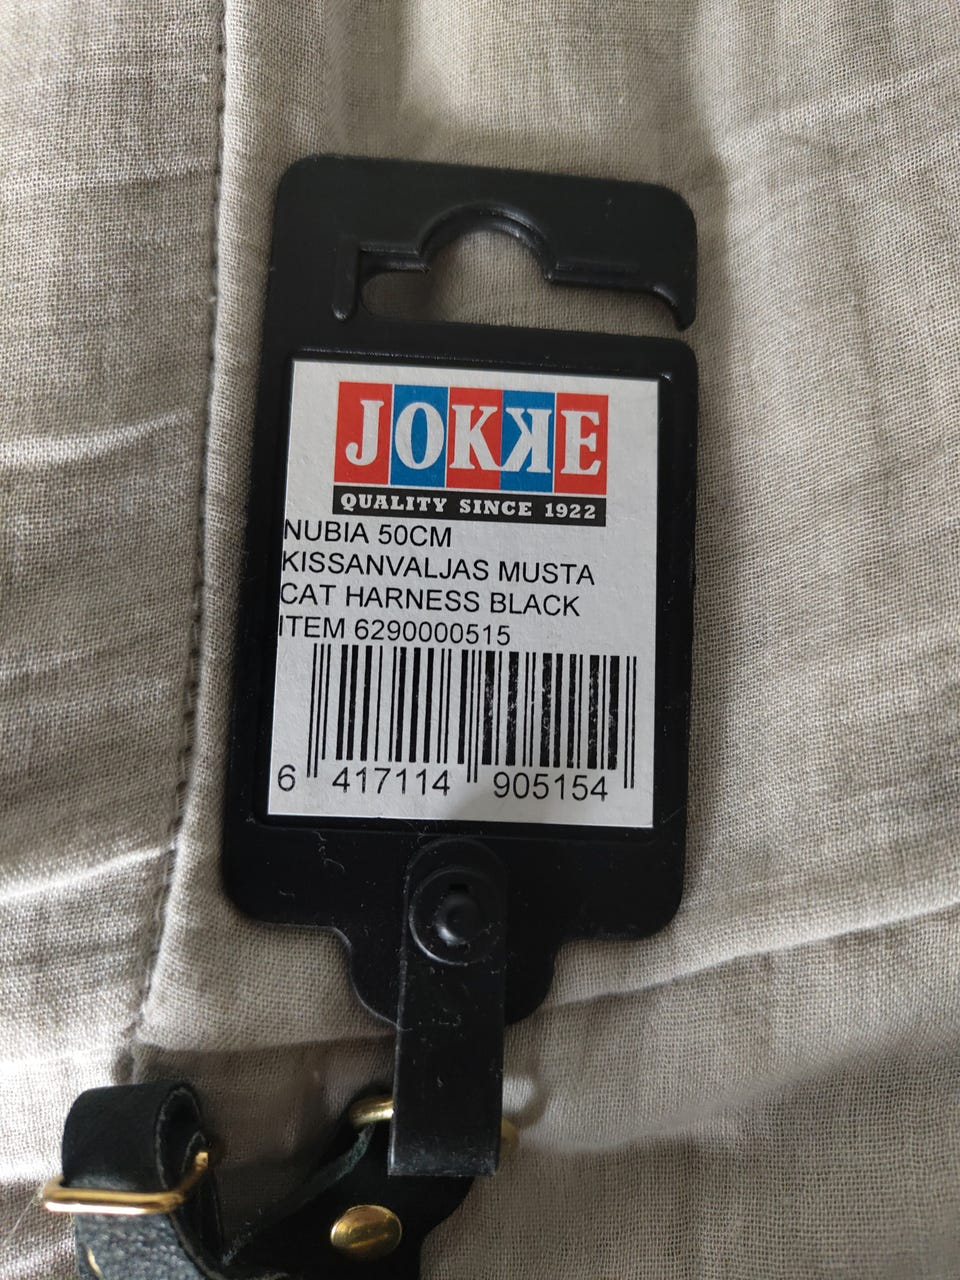 JOKKE
QUALITY SINCE 1922
NUBIA 50CM
KISSANVALJAS MUSTA
CAT HARNESS BLACK
ITEM 6290000515
6 417114 905154